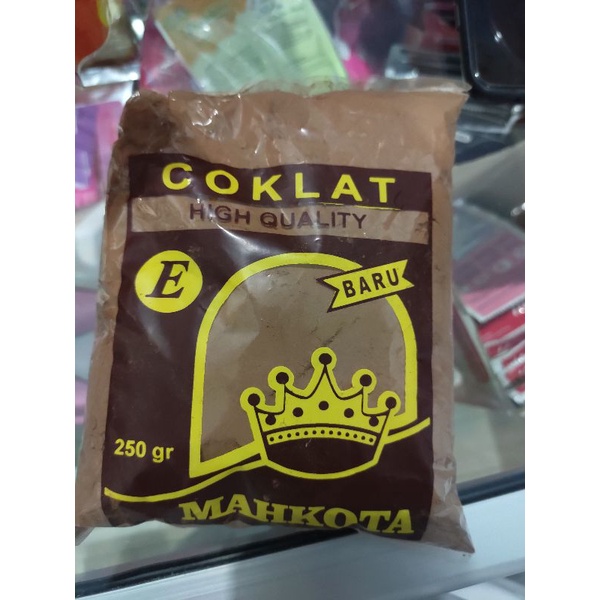 COKLAT
HIGH QUALITY
E
BARU
250 gr
MAHKOTA